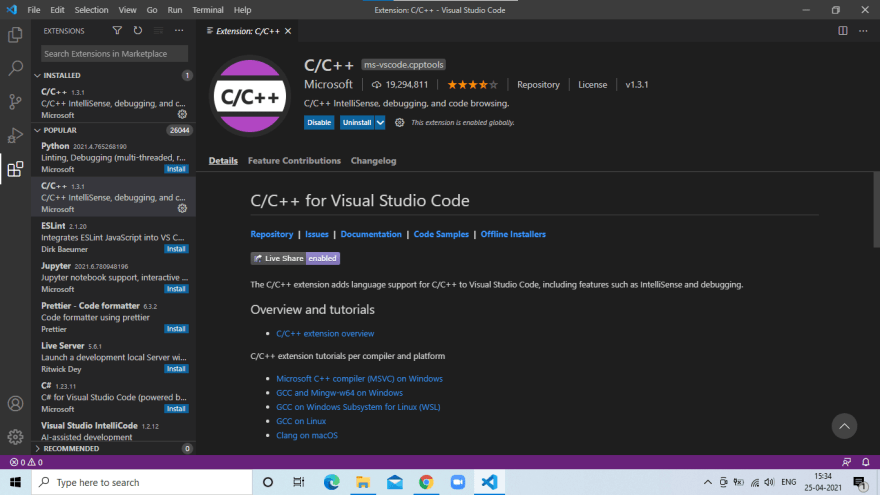 File Edit Selection View Go Run Terminal Help
Extension: C/C++ - Visual Studio Code
EXTENSIONS
Search Extensions in Marketplace
INSTALLED 1
C/C++ 1.3.1
C/C++ IntelliSense, debugging, and c...
Microsoft
POPULAR 26044
Python 2021.4.765268190
Linting, Debugging (multi-threaded, r...
Microsoft Install
C/C++ 1.3.1
C/C++ IntelliSense, debugging, and c...
Microsoft
ESLint 2.1.20
Integrates ESLint JavaScript into VS C...
Dirk Baeumer Install
Jupyter 2021.6.780948196
Jupyter notebook support, interactive ...
Microsoft Install
Prettier - Code formatter 6.3.2
Code formatter using prettier
Prettier Install
Live Server 5.6.1
Launch a development local Server wi...
Ritwick Dey Install
C# 1.23.11
C# for Visual Studio Code (powered b...
Microsoft Install
Visual Studio IntelliCode 1.2.12
AI-assisted development
RECOMMENDED 0
Extension: C/C++
C/C++
C/C++ ms-vscode.cpptools
Microsoft 19,294,811 Repository License v1.3.1
C/C++ IntelliSense, debugging, and code browsing.
Disable Uninstall This extension is enabled globally.
Details Feature Contributions Changelog
C/C++ for Visual Studio Code
Repository | Issues | Documentation | Code Samples | Offline Installers
Live Share enabled
The C/C++ extension adds language support for C/C++ to Visual Studio Code, including features such as IntelliSense and debugging.
Overview and tutorials
• C/C++ extension overview
C/C++ extension tutorials per compiler and platform
• Microsoft C++ compiler (MSVC) on Windows
• GCC and Mingw-w64 on Windows
• GCC on Windows Subsystem for Linux (WSL)
• GCC on Linux
• Clang on macOS
0 0
Type here to search
ENG
15:34
25-04-2021
1